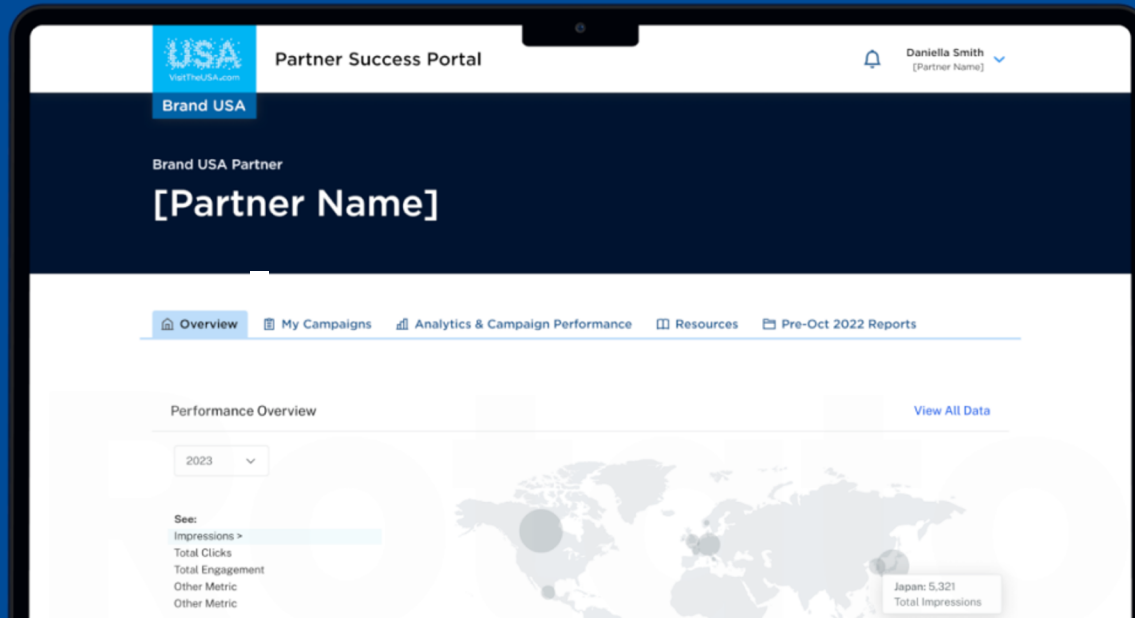 USA
VisitTheUSA.com
Brand USA
Partner Success Portal
Daniella Smith
[Partner Name]
Brand USA Partner
[Partner Name]
Overview
My Campaigns
Analytics & Campaign Performance
Resources
Pre-Oct 2022 Reports
Performance Overview
View All Data
2023
See:
Impressions >
Total Clicks
Total Engagement
Other Metric
Other Metric
Japan: 5,321
Total Impressions